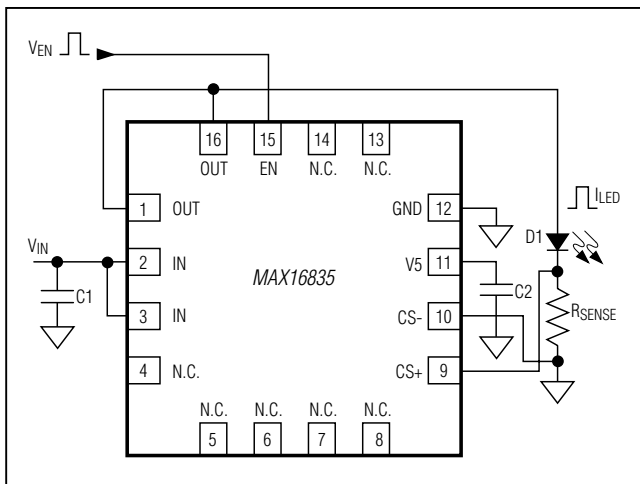 VEN
16 15 14 13
OUT EN N.C. N.C.
1 OUT
GND 12
ILED
VIN
2 IN
D1
V5 11
MAX16835
C1
C2
3 IN
CS- 10
RSENSE
4 N.C.
CS+ 9
N.C. N.C. N.C. N.C.
5 6 7 8